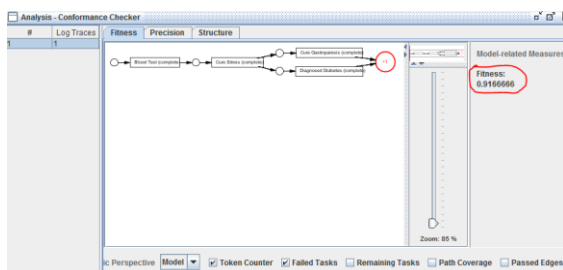 Analysis - Conformance Checker
# Log Traces
1 1
Fitness Precision Structure
Blood Test (complete)
Cure Stress (complete)
Cure Gastroparesis (complete)
Diagnosed Diabetes (complete)
+1
Model-related Measures
Fitness:
0.9166666
Zoom: 85 %
ic Perspective Model Token Counter Failed Tasks Remaining Tasks Path Coverage Passed Edges